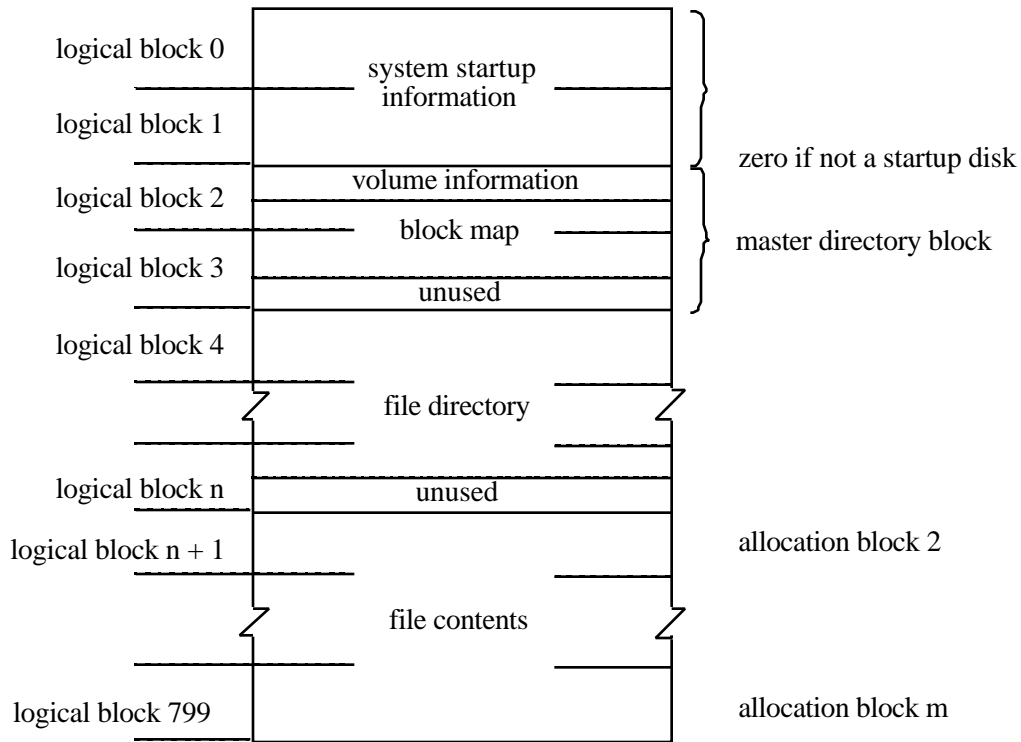 logical block 0
system startup
information
logical block 1
zero if not a startup disk
volume information
logical block 2
block map
master directory block
logical block 3
unused
logical block 4
file directory
logical block n
unused
logical block n + 1
allocation block 2
file contents
logical block 799
allocation block m